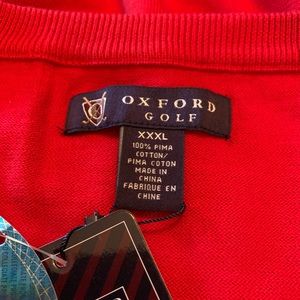 OXFORD
GOLF
XXXL
100% PIMA
COTTON/
PIMA COTON
MADE IN
CHINA
FABRIQUE EN
CHINE